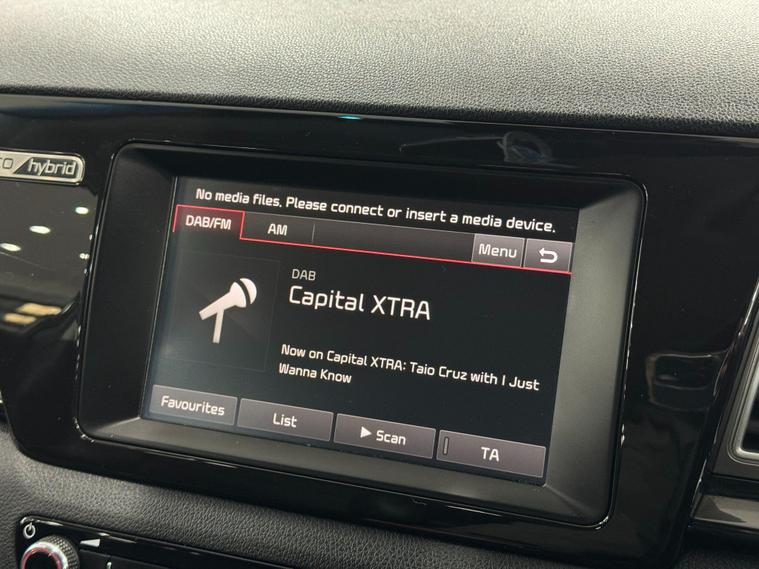 hybrid
No media files. Please connect or insert a media device.
DAB/FM
AM
Menu
DAB
Capital XTRA
Now on Capital XTRA: Taio Cruz with I Just
Wanna Know
Favourites
List
Scan
TA